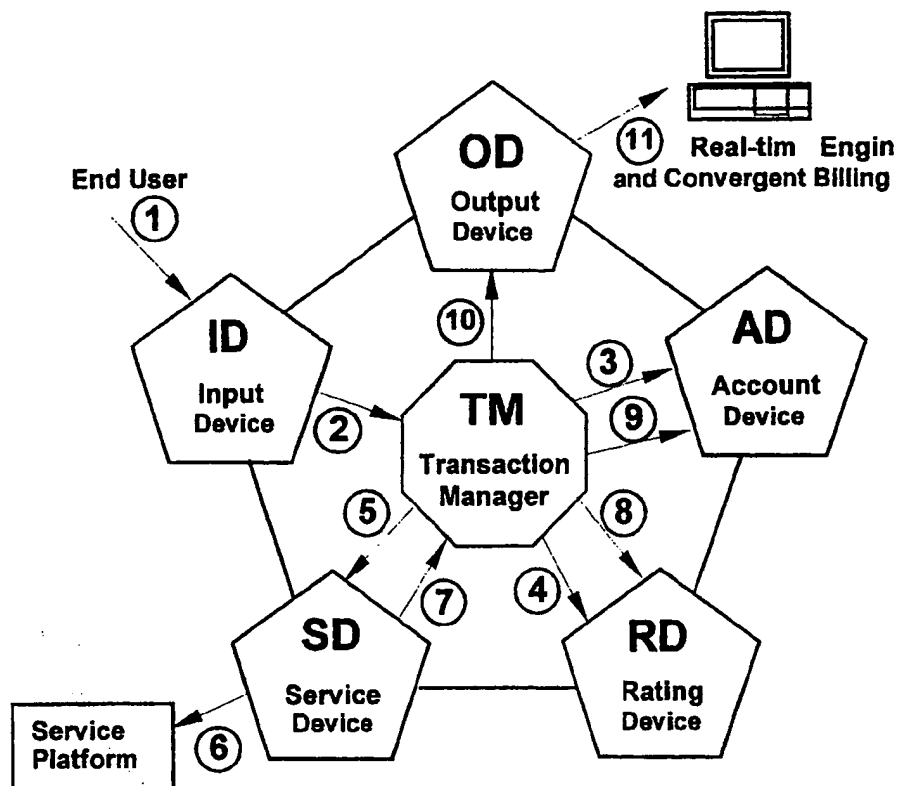 OD
Output
Device
11
Real-tim Engin
and Convergent Billing
End User
1
ID
Input
Device
2
10
3
AD
Account
Device
9
TM
Transaction
Manager
5
7
8
4
SD
Service
Device
RD
Rating
Device
6
Service
Platform